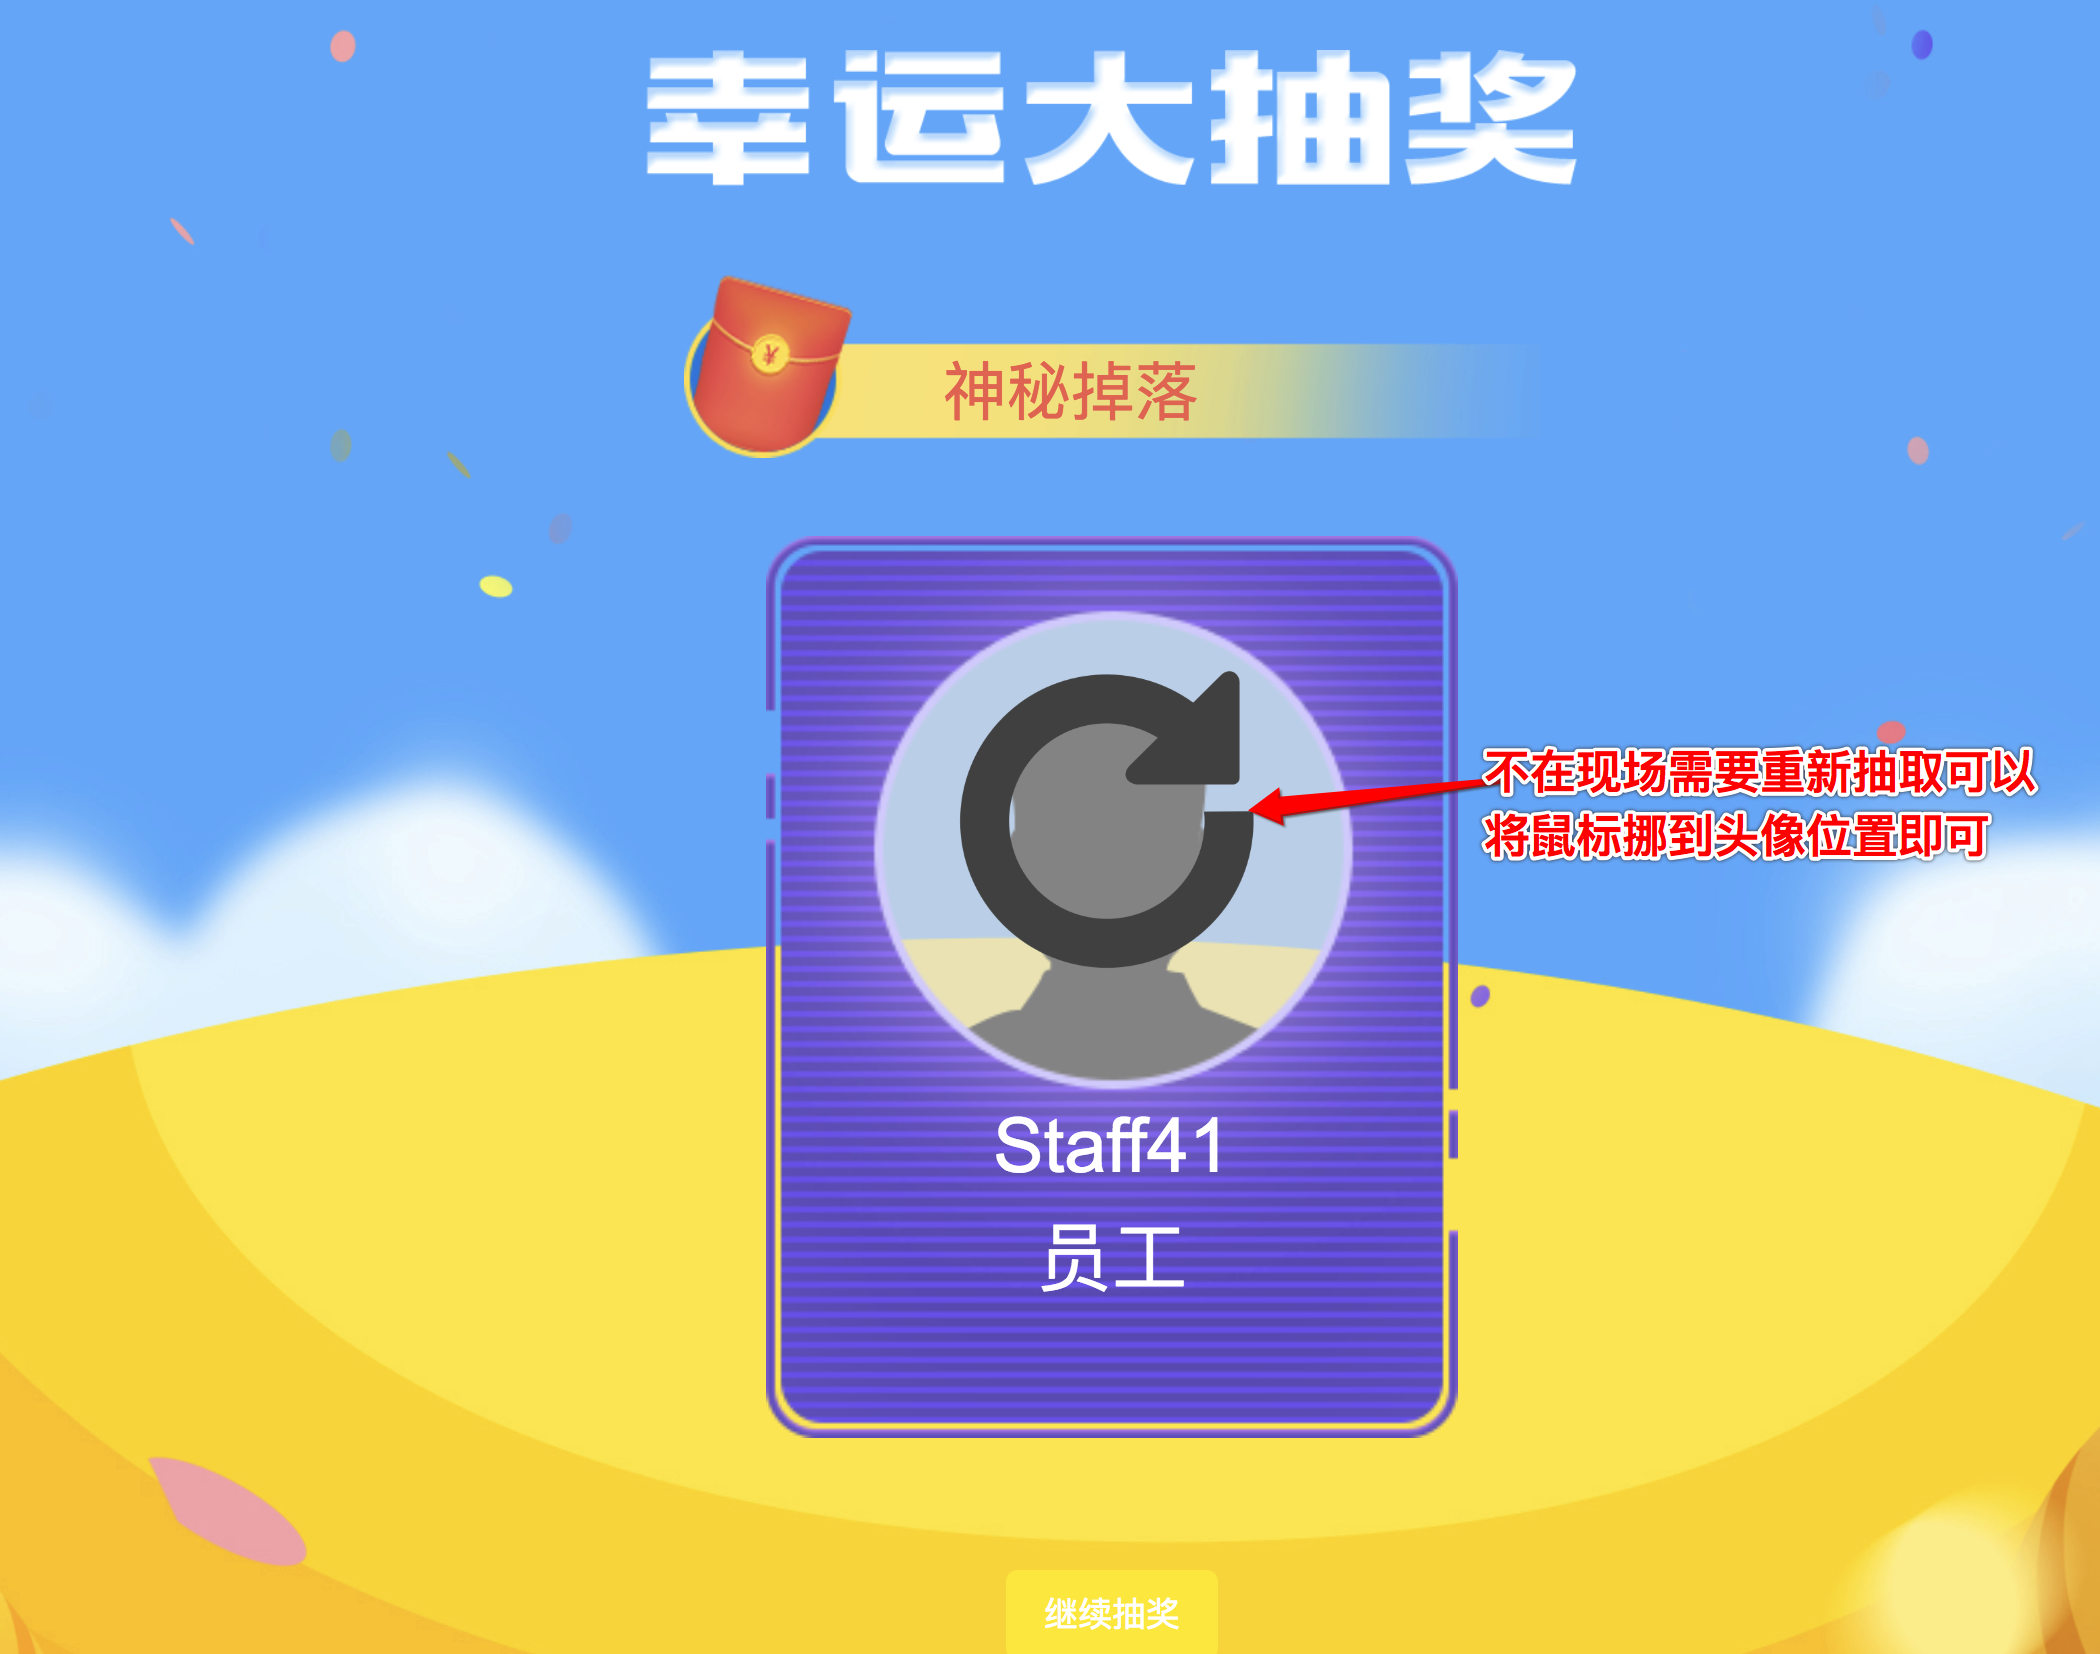 幸运大抽奖
神秘掉落
不在现场需要重新抽取可以
将鼠标挪到头像位置即可
Staff41
员工
继续抽奖